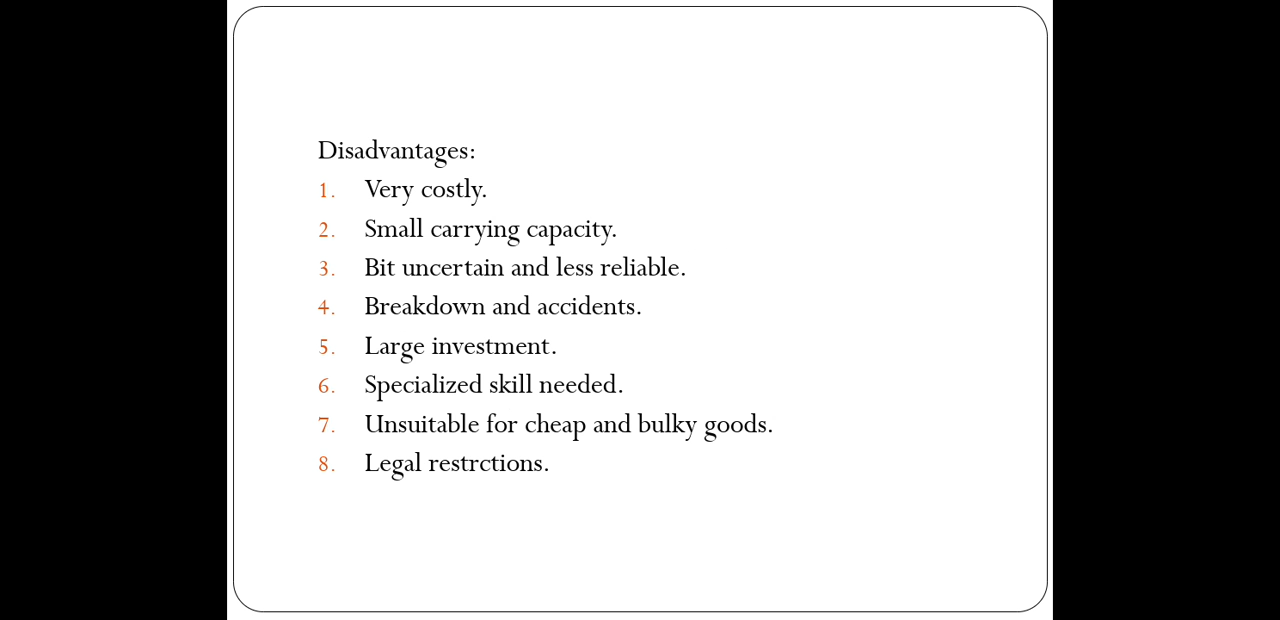 Disadvantages:
1. Very costly.
2. Small carrying capacity.
3. Bit uncertain and less reliable.
4. Breakdown and accidents.
5. Large investment.
6. Specialized skill needed.
7. Unsuitable for cheap and bulky goods.
8. Legal restrctions.